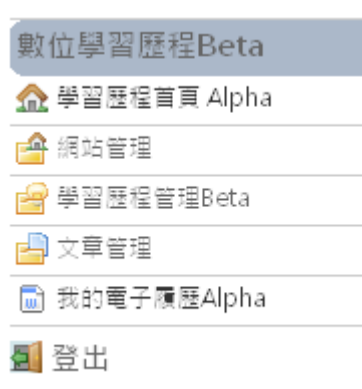 數位學習歷程Beta
學習歷程首頁 Alpha
網站管理
學習歷程管理Beta
文章管理
我的電子履歷Alpha
登出